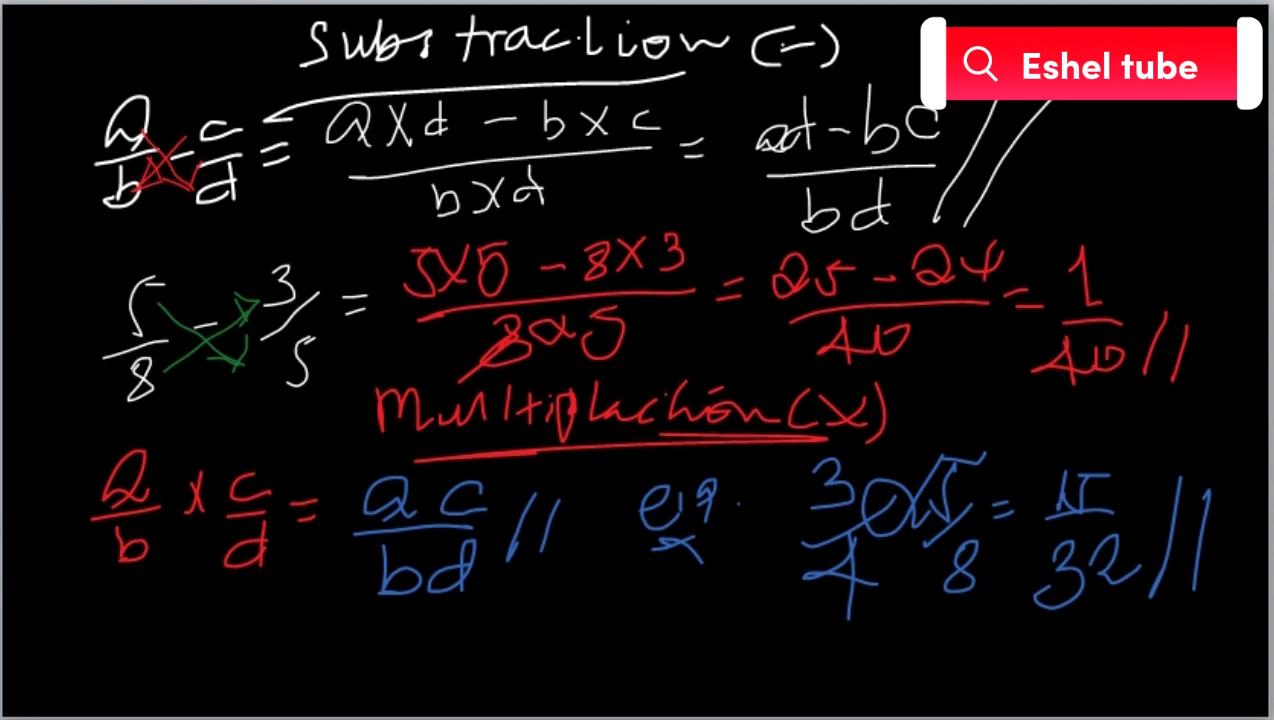 Substraction (-)
Eshel tube
a/b - c/d = (a x d - b x c)/(b x d) = (ad - bc)/(bd) //
5/8 - 3/5 = (5 x 5 - 8 x 3)/(8 x 5) = (25 - 24)/40 = 1/40 //
Multiplachion (x)
a/b x c/d = ac/bd // eg. 3/4 x 5/8 = 15/32 //